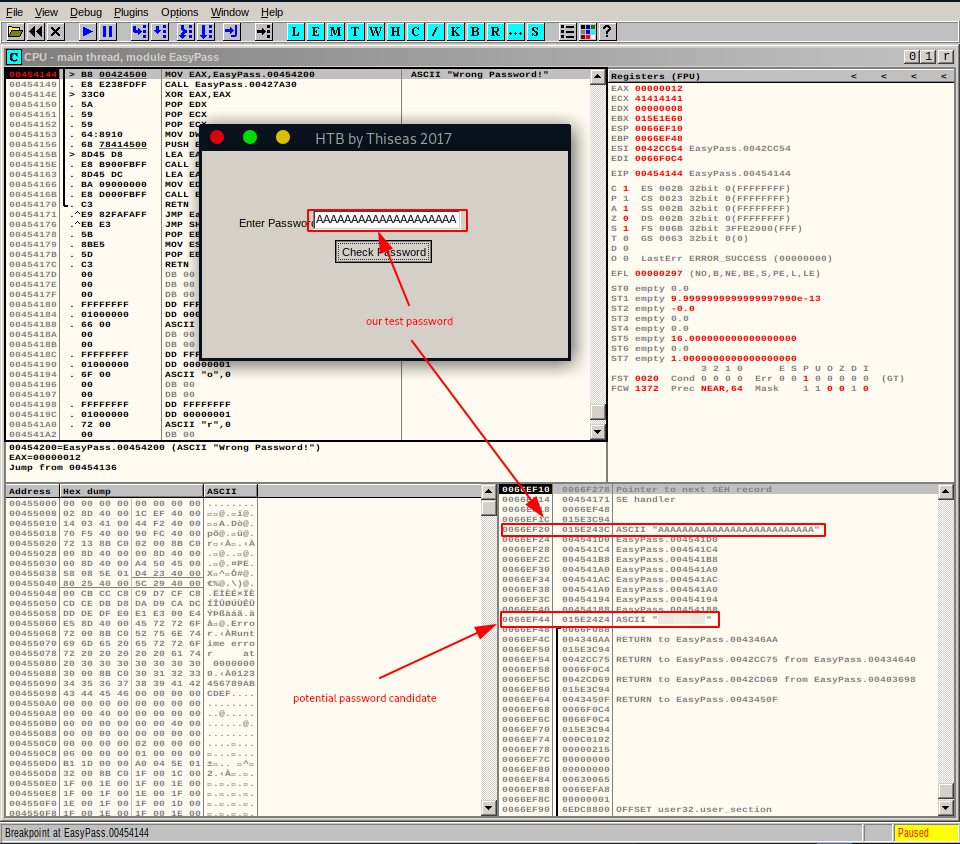 File View Debug Plugins Options Window Help
L E M T W H C / K B R ... S ?
C CPU - main thread, module EasyPass
0 1 r
00454144 > B8 00424500 MOV EAX,EasyPass.00454200 ASCII "Wrong Password!"
00454149 . E8 E238FDFF CALL EasyPass.00427A30
0045414E > 33C0 XOR EAX,EAX
00454150 . 5A POP EDX
00454151 . 59 POP ECX
00454152 . 59 POP ECX
00454153 . 64:8910 MOV DW
00454156 . 68 78414500 PUSH E
0045415B > 8D45 D8 LEA EA
0045415E . E8 B900FBFF CALL E
00454163 . 8D45 DC LEA EA
00454166 . BA 09000000 MOV ED
0045416B . E8 D000FBFF CALL E
00454170 . C3 RETN
00454171 .^E9 82FAFAFF JMP Ea
00454176 .^EB E3 JMP SH
00454178 . 5B POP EB
00454179 . 8BE5 MOV ES
0045417B . 5D POP EB
0045417C . C3 RETN
0045417D 00 DB 00
0045417E 00 DB 00
0045417F 00 DB 00
00454180 . FFFFFFFF DD FFF
00454184 . 01000000 DD 000
00454188 . 66 00 ASCII
0045418A 00 DB 00
0045418B 00 DB 00
0045418C . FFFFFFFF DD FFF
00454190 . 01000000 DD 00000001
00454194 . 6F 00 ASCII "o",0
00454196 00 DB 00
00454197 00 DB 00
00454198 . FFFFFFFF DD FFFFFFFF
0045419C . 01000000 DD 00000001
004541A0 . 72 00 ASCII "r",0
004541A2 00 DB 00
HTB by Thiseas 2017
Enter Password
AAAAAAAAAAAAAAAAAAAA
Check Password
our test password
Registers (FPU) < < < <
EAX 00000012
ECX 41414141
EDX 00000008
EBX 015E1E60
ESP 0066EF10
EBP 0066EF48
ESI 0042CC54 EasyPass.0042CC54
EDI 0066F0C4
EIP 00454144 EasyPass.00454144
C 1 ES 002B 32bit 0(FFFFFFFF)
P 1 CS 0023 32bit 0(FFFFFFFF)
A 1 SS 002B 32bit 0(FFFFFFFF)
Z 0 DS 002B 32bit 0(FFFFFFFF)
S 1 FS 006B 32bit 3FFE2000(FFF)
T 0 GS 0063 32bit 0(0)
D 0
O 0 LastErr ERROR_SUCCESS (00000000)
EFL 00000297 (NO,B,NE,BE,S,PE,L,LE)
ST0 empty 0.0
ST1 empty 9.9999999999999997990e-13
ST2 empty -0.0
ST3 empty 0.0
ST4 empty 0.0
ST5 empty 16.000000000000000000
ST6 empty 0.0
ST7 empty 1.0000000000000000000
3 2 1 0 E S P U O Z D I
FST 0020 Cond 0 0 0 0 Err 0 0 1 0 0 0 0 0 (GT)
FCW 1372 Prec NEAR,64 Mask 1 1 0 0 1 0
00454200=EasyPass.00454200 (ASCII "Wrong Password!")
EAX=00000012
Jump from 00454136
Address Hex dump ASCII
00455000 00 00 00 00 00 00 00 00 ........
00455008 02 8D 40 00 1C EF 40 00
00455010 14 03 41 00 44 F2 40 00
00455018 70 F5 40 00 90 FC 40 00
00455020 72 13 8B C0 02 00 8B C0
00455028 00 8D 40 00 00 8D 40 00
00455030 00 8D 40 00 A4 50 45 00
00455038 58 08 5E 01 D4 23 40 00
00455040 80 25 40 00 5C 29 40 00
00455048 00 CB CC C8 C9 D7 CF C8
00455050 CD CE DB D8 DA D9 CA DC
00455058 DD DE DF E0 E1 E3 00 E4
00455060 E5 8D 40 00 45 72 72 6F
00455068 72 00 8B C0 52 75 6E 74
00455070 69 6D 65 20 65 72 72 6F ime erro
00455078 72 20 20 20 20 20 61 74 r at
00455080 20 30 30 30 30 30 30 30 0000000
00455088 30 00 8B C0 30 31 32 33
00455090 34 35 36 37 38 39 41 42 456789AB
00455098 43 44 45 46 00 00 00 00 CDEF....
004550A0 00 00 00 00 00 00 00 00 ........
004550A8 00 00 40 00 00 00 00 00 ..@.....
004550B0 00 00 00 00 00 00 40 00 ......@.
004550B8 00 00 00 00 00 00 00 00 ........
004550C0 00 00 00 00 02 00 00 00
004550C8 06 00 00 00 01 00 00 00
004550D0 B1 1D 00 00 A0 04 5E 01
004550D8 32 00 8B C0 1F 00 1C 00
004550E0 1F 00 1E 00 1F 00 1E 00
004550E8 1F 00 1F 00 1E 00 1F 00
004550F0 1E 00 1F 00 1F 00 1D 00
004550F8 1F 00 1E 00 1F 00 1E 00
0066EF10 0066F278 Pointer to next SEH record
0066EF14 00454171 SE handler
0066EF18 0066EF48
0066EF1C 015E3C94
0066EF20 015E243C ASCII "AAAAAAAAAAAAAAAAAAAAAAAAAA"
0066EF24 004541D0 EasyPass.004541D0
0066EF28 004541C4 EasyPass.004541C4
0066EF2C 004541B8 EasyPass.004541B8
0066EF30 004541A0 EasyPass.004541A0
0066EF34 004541AC EasyPass.004541AC
0066EF38 004541A0 EasyPass.004541A0
0066EF3C 00454194 EasyPass.00454194
0066EF40 00454188 EasyPass.00454188
0066EF44 015E2424 ASCII " "
0066EF48 0066F088
0066EF4C 004346AA RETURN to EasyPass.004346AA
0066EF50 015E3C94
0066EF54 0042CC75 RETURN to EasyPass.0042CC75 from EasyPass.00434640
0066EF58 0066F0C4
0066EF5C 0042CD69 RETURN to EasyPass.0042CD69 from EasyPass.00403698
0066EF60 015E3C94
0066EF64 0043450F RETURN to EasyPass.0043450F
0066EF68 0066F0C4
0066EF6C 0066F0C4
0066EF70 015E3C94
0066EF74 000C0102
0066EF78 00000215
0066EF7C 00000000
0066EF80 00000000
0066EF84 00630065
0066EF88 0066EFA8
0066EF8C 00000001
0066EF90 6EDC8800 OFFSET user32.user_section
potential password candidate
Breakpoint at EasyPass.00454144
Paused